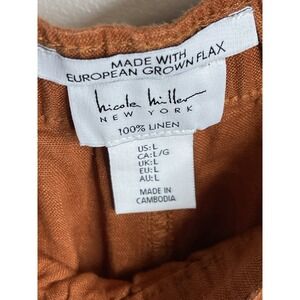 MADE WITH
EUROPEAN GROWN FLAX
nicole miller
NEW YORK
100% LINEN
US:L
CA:L/G
UK:L
EU:L
AU:L
MADE IN
CAMBODIA